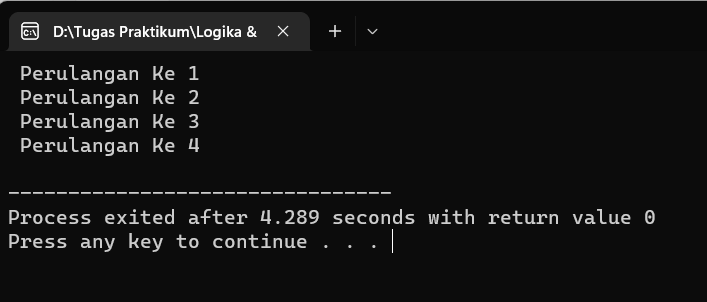 D:\Tugas Praktikum\Logika &
Perulangan Ke 1
Perulangan Ke 2
Perulangan Ke 3
Perulangan Ke 4
--------------------------------
Process exited after 4.289 seconds with return value 0
Press any key to continue . . .